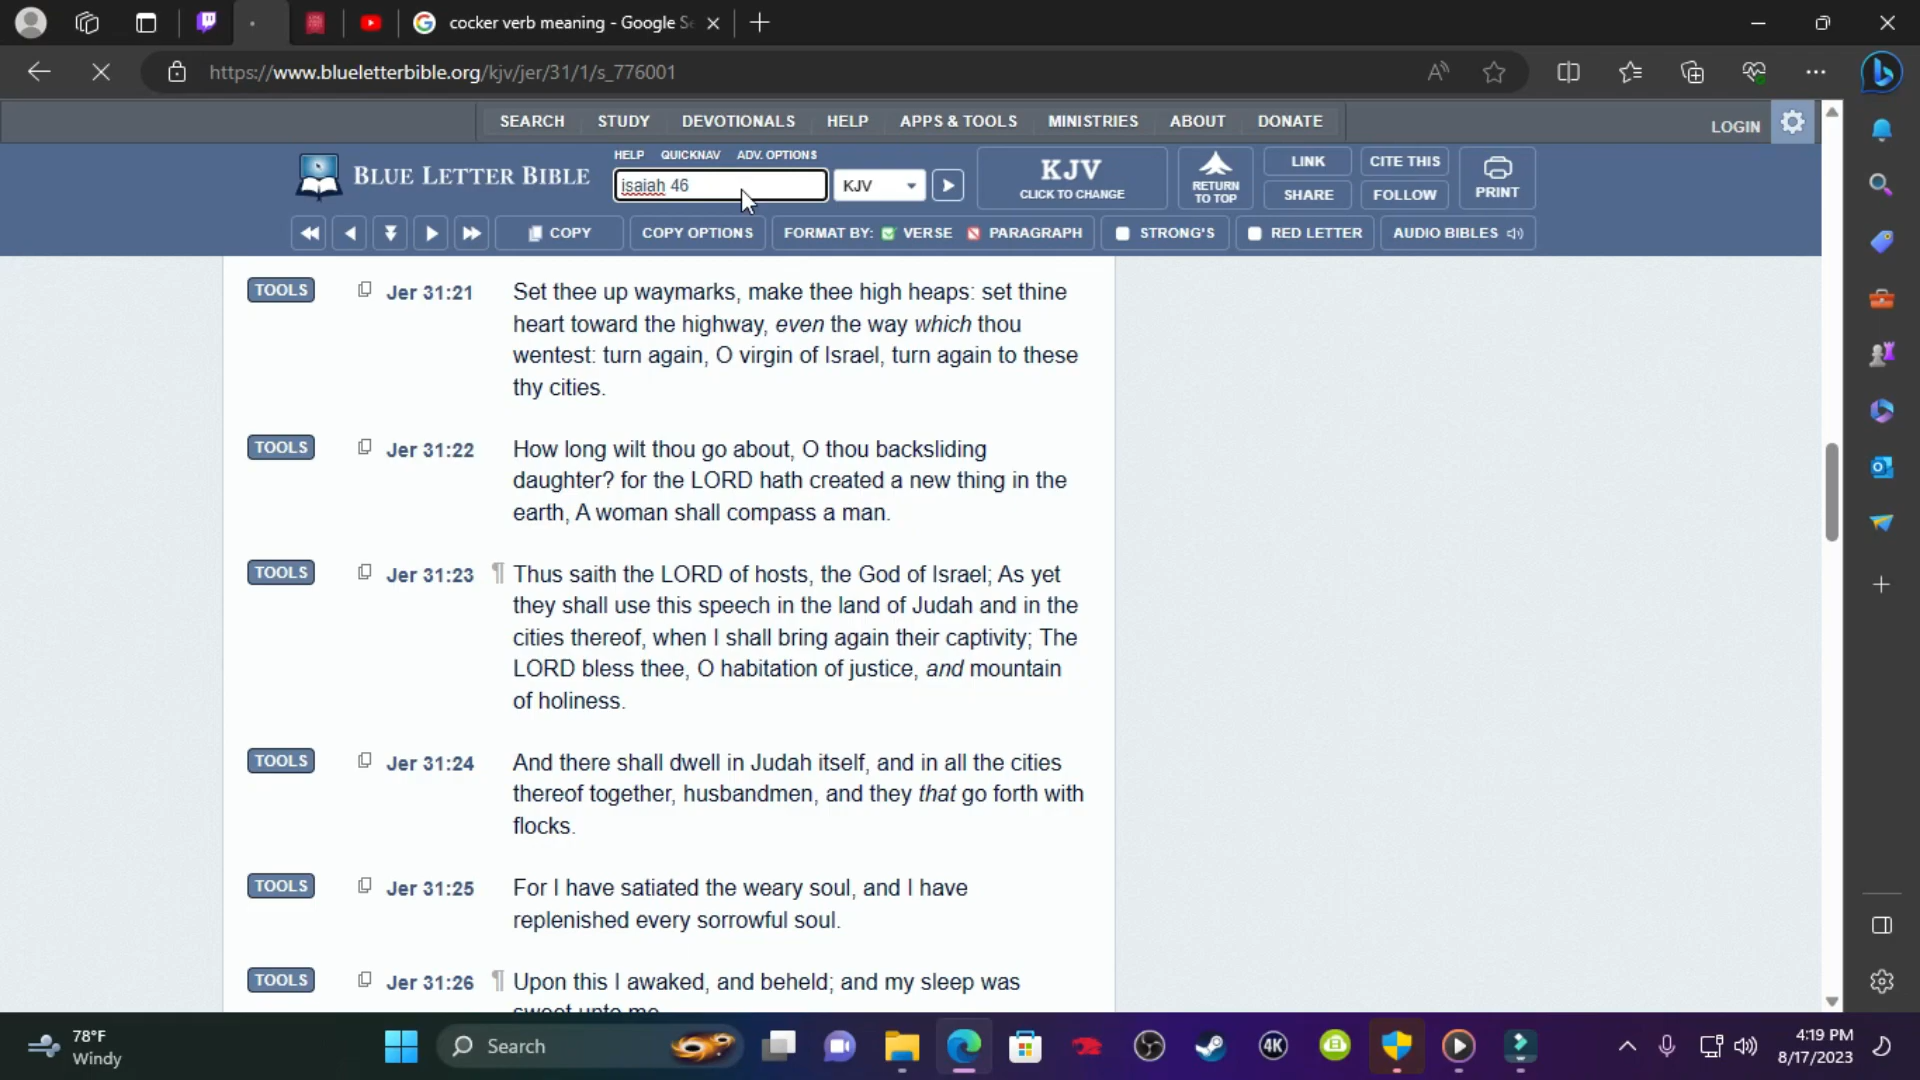 cocker verb meaning - Google Se
https://www.blueletterbible.org/kjv/jer/31/1/s_776001
SEARCH STUDY DEVOTIONALS HELP APPS & TOOLS MINISTRIES ABOUT DONATE
LOGIN
BLUE LETTER BIBLE
HELP QUICKNAV ADV. OPTIONS
isaiah 46
KJV
KJV
CLICK TO CHANGE
RETURN
TO TOP
LINK
CITE THIS
SHARE
FOLLOW
PRINT
COPY COPY OPTIONS FORMAT BY: VERSE PARAGRAPH STRONG'S RED LETTER AUDIO BIBLES
TOOLS Jer 31:21 Set thee up waymarks, make thee high heaps: set thine
heart toward the highway, even the way which thou
wentest: turn again, O virgin of Israel, turn again to these
thy cities.
TOOLS Jer 31:22 How long wilt thou go about, O thou backsliding
daughter? for the LORD hath created a new thing in the
earth, A woman shall compass a man.
TOOLS Jer 31:23 ¶ Thus saith the LORD of hosts, the God of Israel; As yet
they shall use this speech in the land of Judah and in the
cities thereof, when I shall bring again their captivity; The
LORD bless thee, O habitation of justice, and mountain
of holiness.
TOOLS Jer 31:24 And there shall dwell in Judah itself, and in all the cities
thereof together, husbandmen, and they that go forth with
flocks.
TOOLS Jer 31:25 For I have satiated the weary soul, and I have
replenished every sorrowful soul.
TOOLS Jer 31:26 ¶ Upon this I awaked, and beheld; and my sleep was
sweet unto me.
78°F
Windy
Search
4K
4:19 PM
8/17/2023